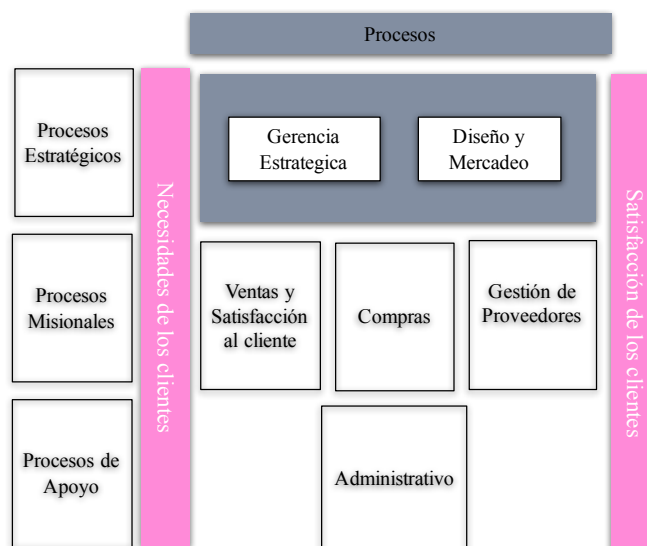 Procesos
Procesos
Estratégicos
Necesidades de los clientes
Gerencia
Estrategica
Diseño y
Mercadeo
Satisfacción de los clientes
Procesos
Misionales
Ventas y
Satisfacción
al cliente
Compras
Gestión de
Proveedores
Procesos de
Apoyo
Administrativo